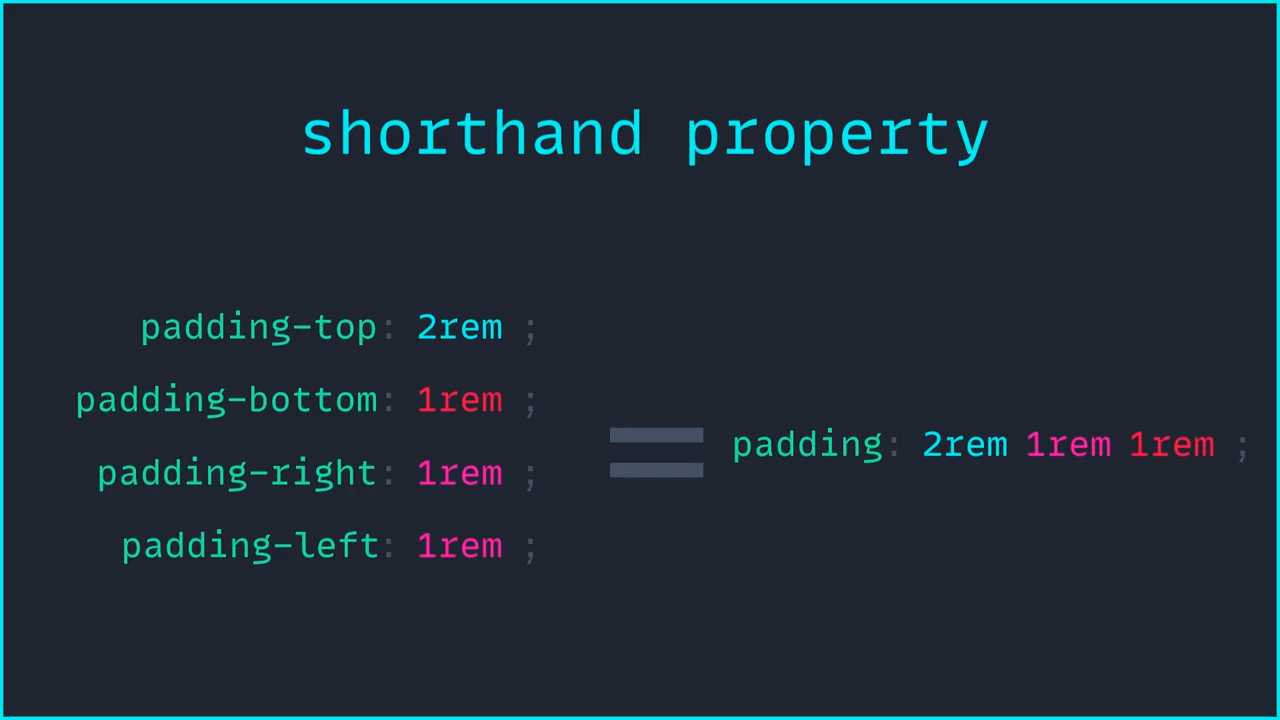 shorthand property
padding-top: 2rem ;
padding-bottom: 1rem ;
padding-right: 1rem ;
padding-left: 1rem ;
padding: 2rem 1rem 1rem ;